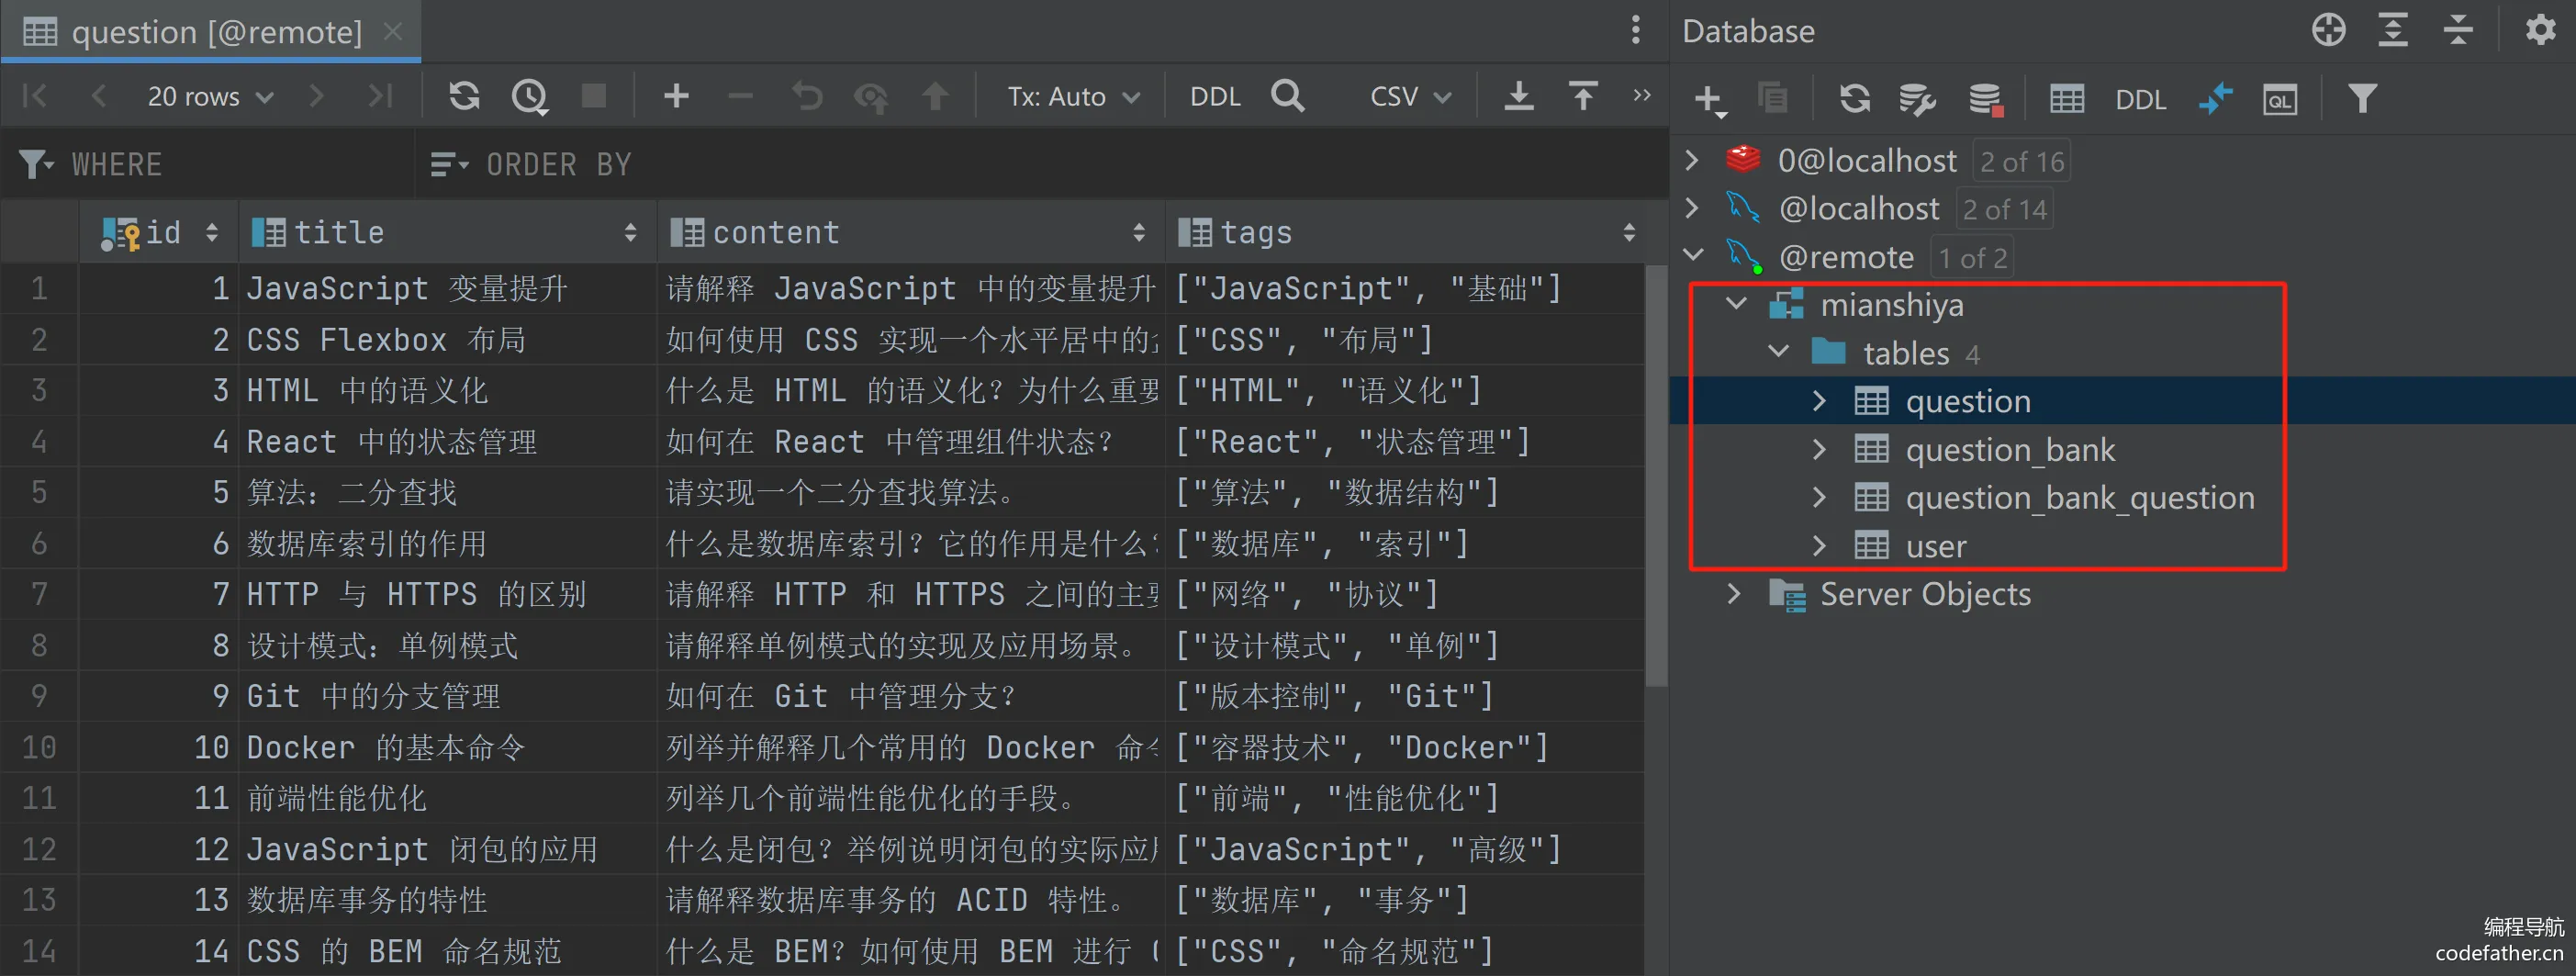 question [@remote]
20 rows
Tx: Auto
DDL
CSV
WHERE
ORDER BY
id title content tags
1 1 JavaScript 变量提升 请解释 JavaScript 中的变量提升 ["JavaScript", "基础"]
2 2 CSS Flexbox 布局 如何使用 CSS 实现一个水平居中的 ["CSS", "布局"]
3 3 HTML 中的语义化 什么是 HTML 的语义化？为什么重要 ["HTML", "语义化"]
4 4 React 中的状态管理 如何在 React 中管理组件状态？ ["React", "状态管理"]
5 5 算法：二分查找 请实现一个二分查找算法。 ["算法", "数据结构"]
6 6 数据库索引的作用 什么是数据库索引？它的作用是什么？ ["数据库", "索引"]
7 7 HTTP 与 HTTPS 的区别 请解释 HTTP 和 HTTPS 之间的主要 ["网络", "协议"]
8 8 设计模式：单例模式 请解释单例模式的实现及应用场景。 ["设计模式", "单例"]
9 9 Git 中的分支管理 如何在 Git 中管理分支？ ["版本控制", "Git"]
10 10 Docker 的基本命令 列举并解释几个常用的 Docker 命令 ["容器技术", "Docker"]
11 11 前端性能优化 列举几个前端性能优化的手段。 ["前端", "性能优化"]
12 12 JavaScript 闭包的应用 什么是闭包？举例说明闭包的实际应用 ["JavaScript", "高级"]
13 13 数据库事务的特性 请解释数据库事务的 ACID 特性。 ["数据库", "事务"]
14 14 CSS 的 BEM 命名规范 什么是 BEM？如何使用 BEM 进行 ["CSS", "命名规范"]
Database
DDL
QL
0@localhost 2 of 16
@localhost 2 of 14
@remote 1 of 2
mianshiya
tables 4
question
question_bank
question_bank_question
user
Server Objects
编程导航
codefather.cn